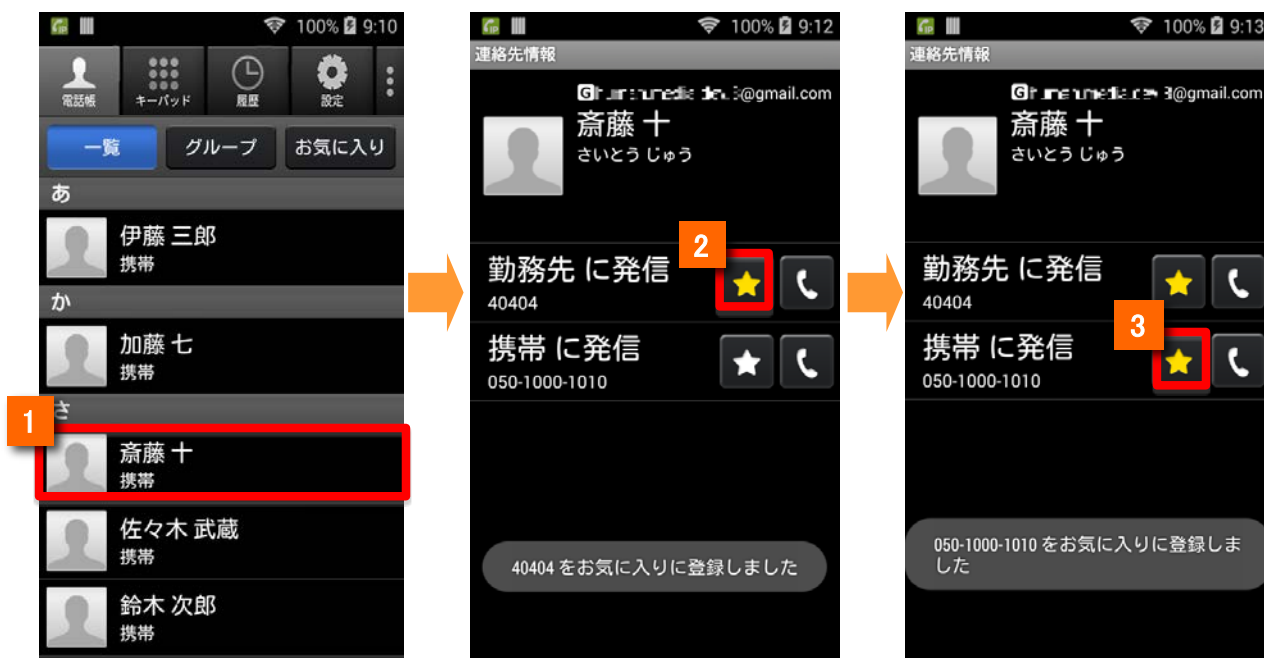 100% 9:10
電話帳 キーパッド 履歴 設定
一覧 グループ お気に入り
あ
伊藤 三郎
携帯
か
加藤 七
携帯
1
さ
斎藤 十
携帯
佐々木 武蔵
携帯
鈴木 次郎
携帯
100% 9:12
連絡先情報
@gmail.com
斎藤 十
さいとう じゅう
2
勤務先 に発信
40404
携帯 に発信
050-1000-1010
40404 をお気に入りに登録しました
100% 9:13
連絡先情報
@gmail.com
斎藤 十
さいとう じゅう
勤務先 に発信
40404
3
携帯 に発信
050-1000-1010
050-1000-1010 をお気に入りに登録しま
した